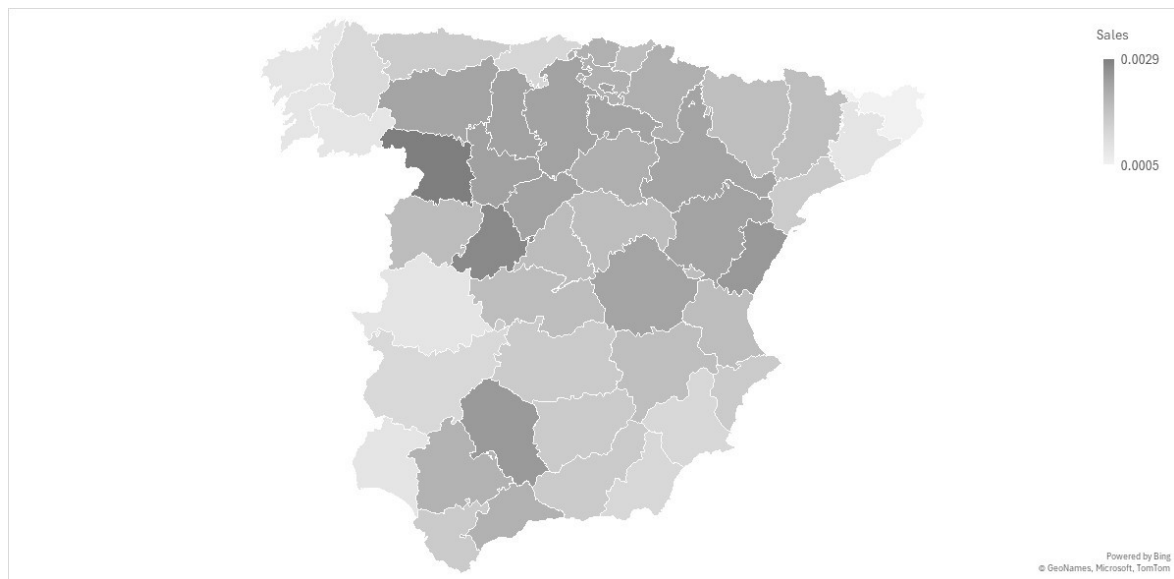 Sales
0.0029
0.0005
Powered by Bing
© GeoNames, Microsoft, TomTom